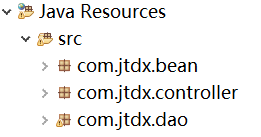 Java Resources
src
com.jtdx.bean
com.jtdx.controller
com.jtdx.dao